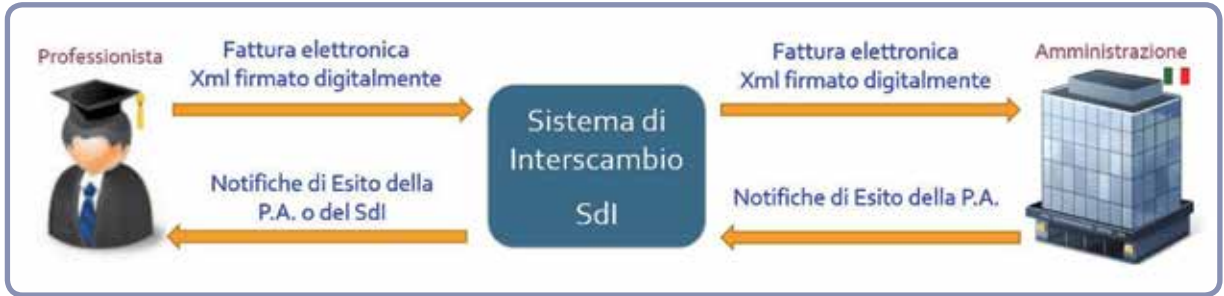 Professionista
Fattura elettronica
Xml firmato digitalmente
Notifiche di Esito della
P.A. o del SdI
Sistema di
Interscambio
SdI
Fattura elettronica
Xml firmato digitalmente
Notifiche di Esito della P.A.
Amministrazione